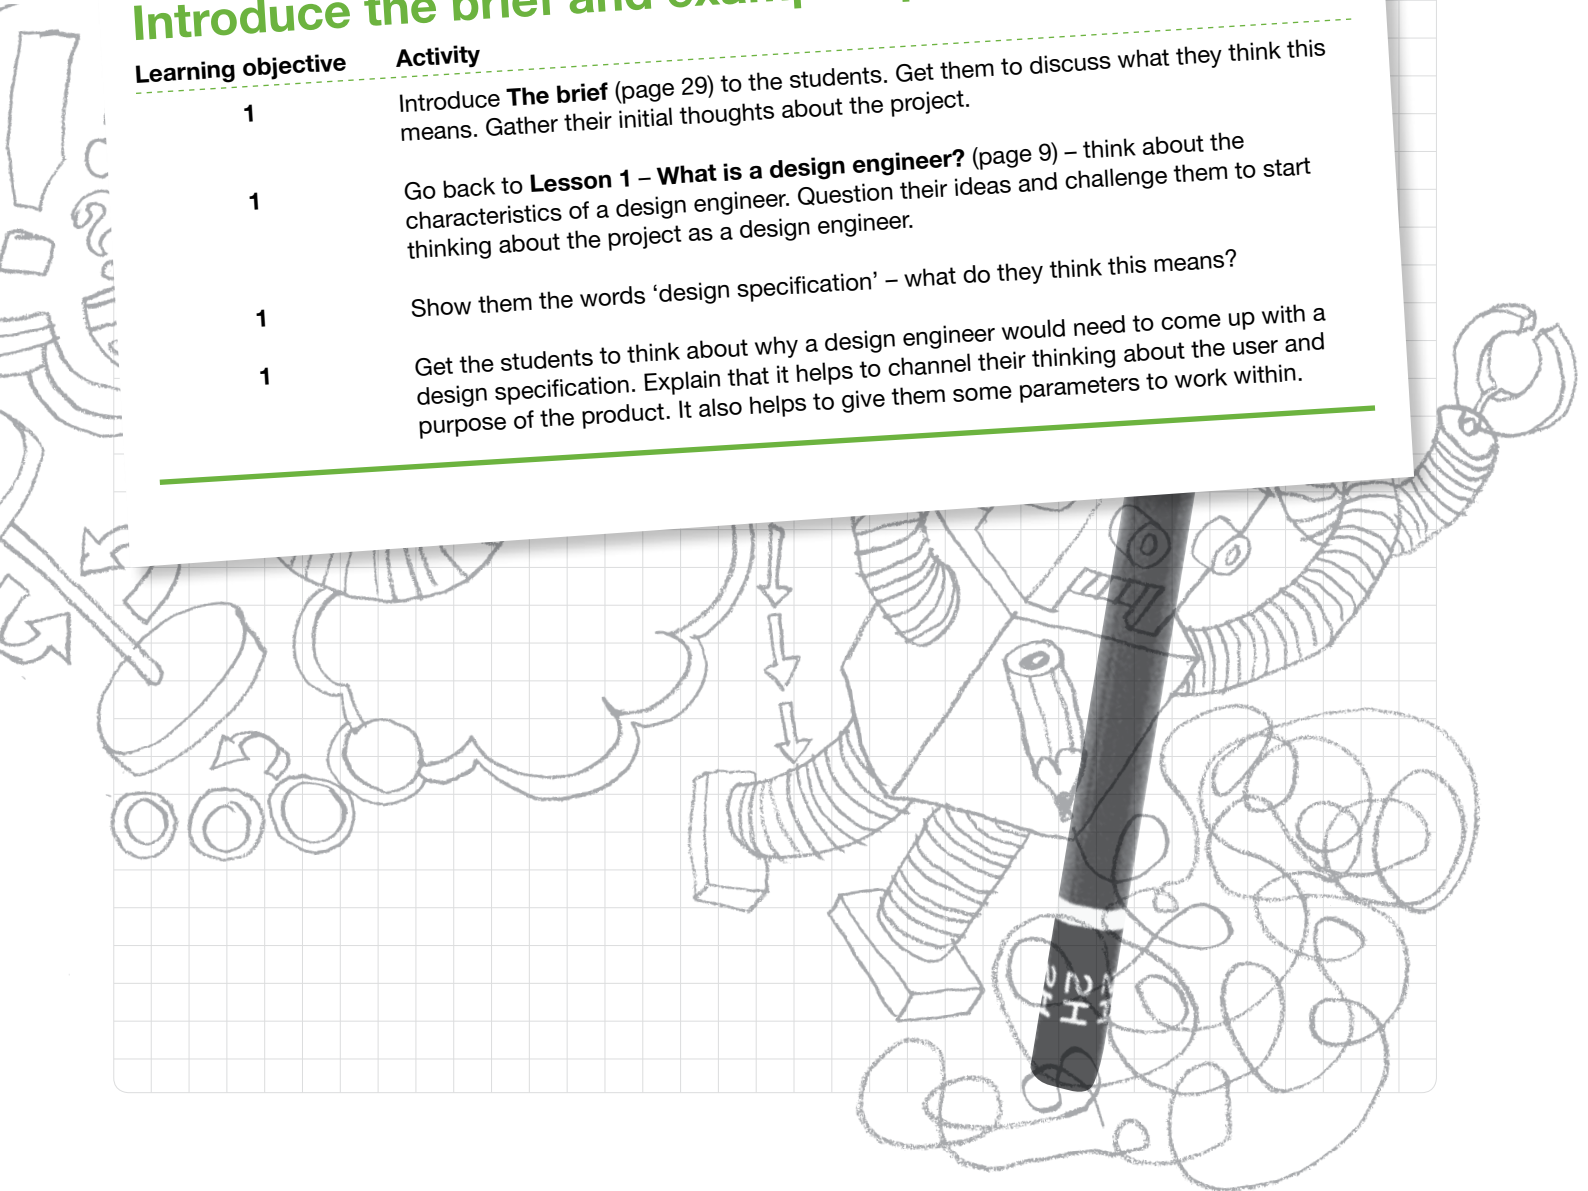 Introduce the brief and
Learning objective Activity
1 Introduce The brief (page 29) to the students. Get them to discuss what they think this
means. Gather their initial thoughts about the project.
1 Go back to Lesson 1 – What is a design engineer? (page 9) – think about the
characteristics of a design engineer. Question their ideas and challenge them to start
thinking about the project as a design engineer.
1 Show them the words ‘design specification’ – what do they think this means?
1 Get the students to think about why a design engineer would need to come up with a
design specification. Explain that it helps to channel their thinking about the user and
purpose of the product. It also helps to give them some parameters to work within.
2H